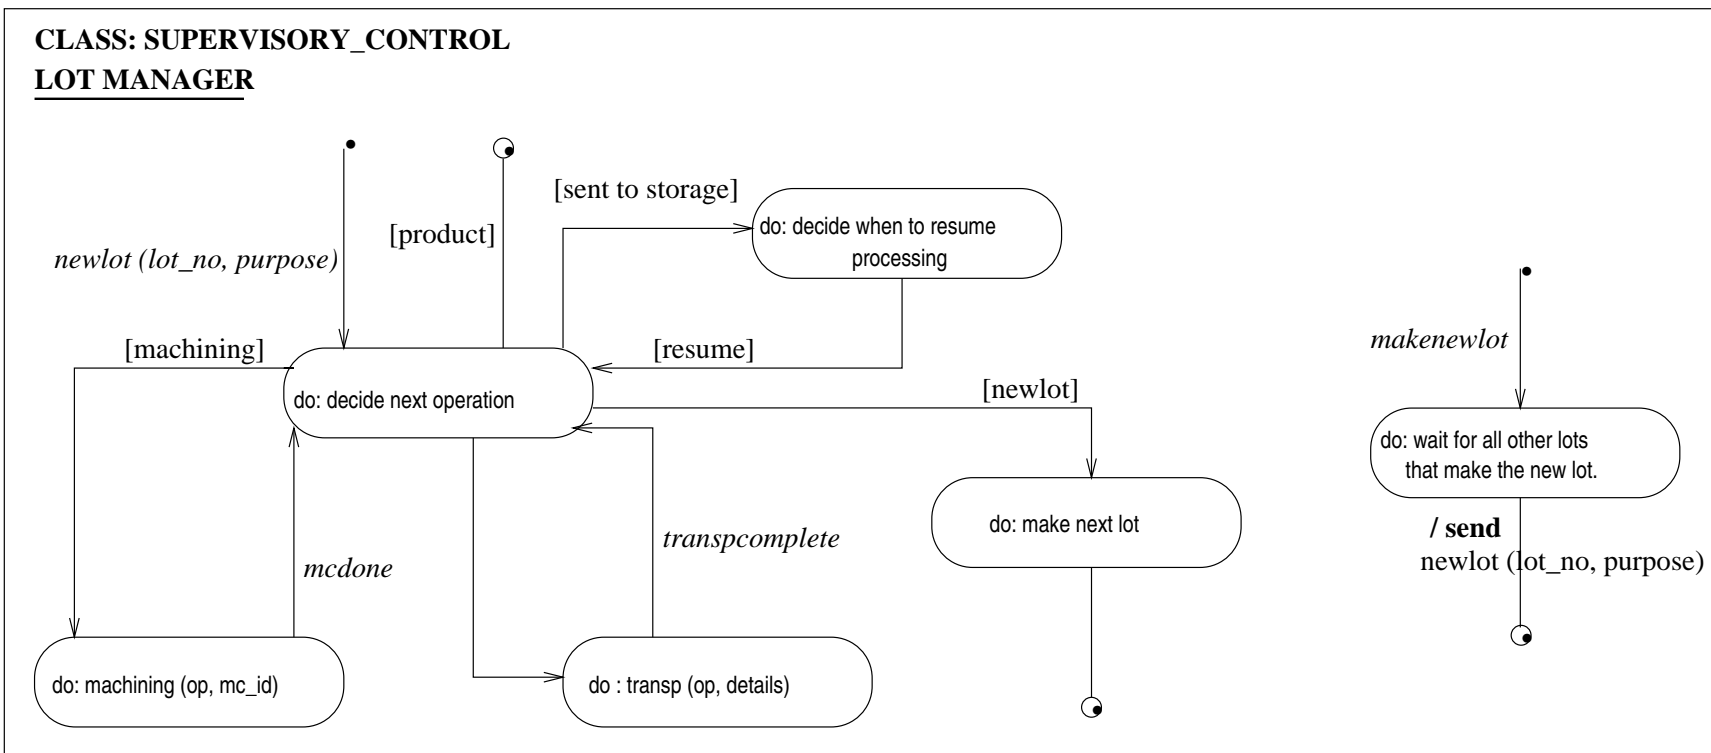 CLASS: SUPERVISORY_CONTROL
LOT MANAGER
[sent to storage]
do: decide when to resume
processing
[product]
newlot (lot_no, purpose)
[machining]
[resume]
makenewlot
do: decide next operation
[newlot]
do: wait for all other lots
that make the new lot.
do: make next lot
/ send
newlot (lot_no, purpose)
transpcomplete
mcdone
do: machining (op, mc_id)
do : transp (op, details)